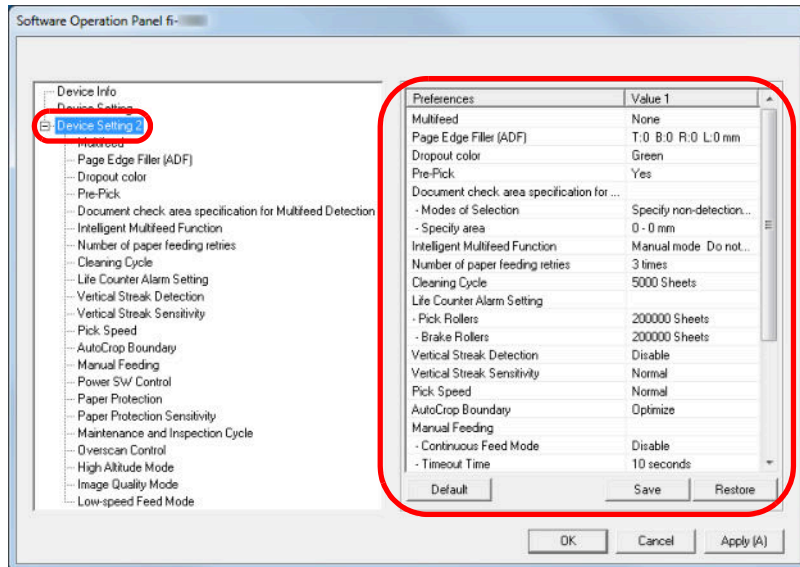 Software Operation Panel fi-
Device Info
Device Setting
Device Setting 2
Multifeed
Page Edge Filler (ADF)
Dropout color
Pre-Pick
Document check area specification for Multifeed Detection
Intelligent Multifeed Function
Number of paper feeding retries
Cleaning Cycle
Life Counter Alarm Setting
Vertical Streak Detection
Vertical Streak Sensitivity
Pick Speed
AutoCrop Boundary
Manual Feeding
Power SW Control
Paper Protection
Paper Protection Sensitivity
Maintenance and Inspection Cycle
Overscan Control
High Altitude Mode
Image Quality Mode
Low-speed Feed Mode
Preferences Value 1
Multifeed None
Page Edge Filler (ADF) T:0 B:0 R:0 L:0 mm
Dropout color Green
Pre-Pick Yes
Document check area specification for ...
- Modes of Selection Specify non-detection...
- Specify area 0 - 0 mm
Intelligent Multifeed Function Manual mode Do not...
Number of paper feeding retries 3 times
Cleaning Cycle 5000 Sheets
Life Counter Alarm Setting
- Pick Rollers 200000 Sheets
- Brake Rollers 200000 Sheets
Vertical Streak Detection Disable
Vertical Streak Sensitivity Normal
Pick Speed Normal
AutoCrop Boundary Optimize
Manual Feeding
- Continuous Feed Mode Disable
- Timeout Time 10 seconds
Default Save Restore
OK Cancel Apply (A)